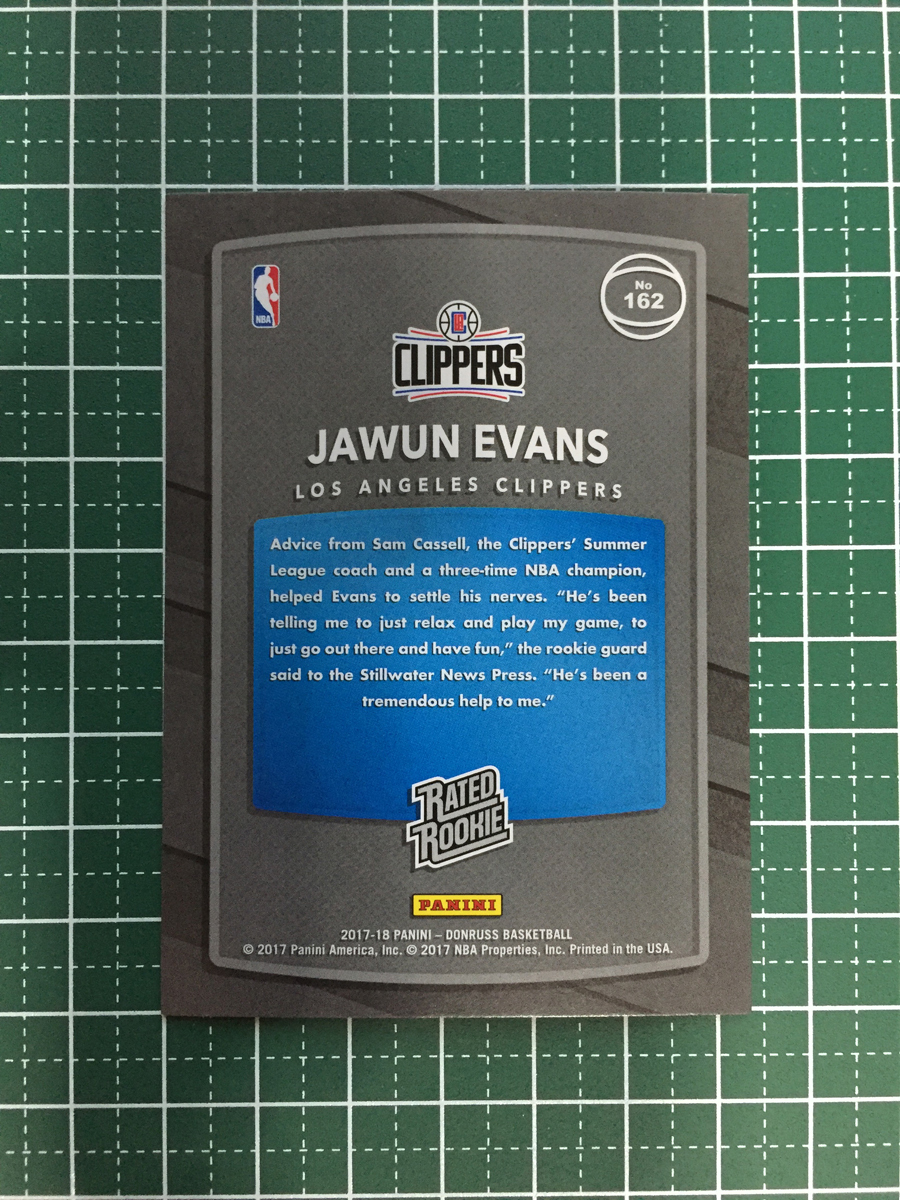 NBA
No
162
LAC
CLIPPERS
JAWUN EVANS
LOS ANGELES CLIPPERS
Advice from Sam Cassell, the Clippers’ Summer
League coach and a three-time NBA champion,
helped Evans to settle his nerves. “He’s been
telling me to just relax and play my game, to
just go out there and have fun,” the rookie guard
said to the Stillwater News Press. “He’s been a
tremendous help to me.”
RATED
ROOKIE
PANINI
2017-18 PANINI – DONRUSS BASKETBALL
© 2017 Panini America, Inc. © 2017 NBA Properties, Inc. Printed in the USA.